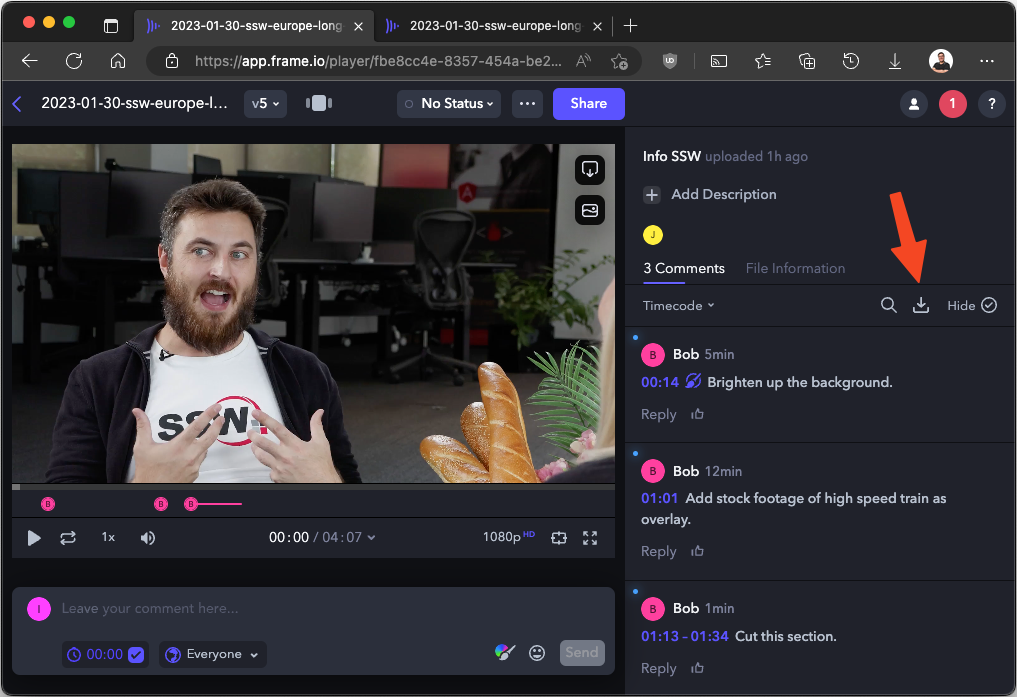 2023-01-30-ssw-europe-long-
2023-01-30-ssw-europe-long-
https://app.frame.io/player/fbe8cc4e-8357-454a-be2...
2023-01-30-ssw-europe-l...
v5
No Status
Share
1
?
SSW.
B
B
B
1x
00:00 / 04:07
1080p HD
I
Leave your comment here...
00:00
Everyone
Send
Info SSW uploaded 1h ago
Add Description
J
3 Comments
File Information
Timecode
Hide
B
Bob 5min
00:14 Brighten up the background.
Reply
B
Bob 12min
01:01 Add stock footage of high speed train as
overlay.
Reply
B
Bob 1min
01:13 – 01:34 Cut this section.
Reply